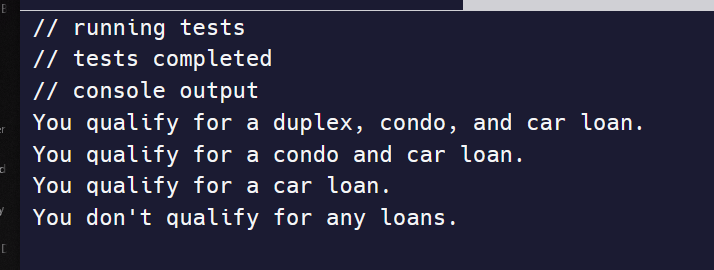 // running tests
// tests completed
// console output
You qualify for a duplex, condo, and car loan.
You qualify for a condo and car loan.
You qualify for a car loan.
You don't qualify for any loans.